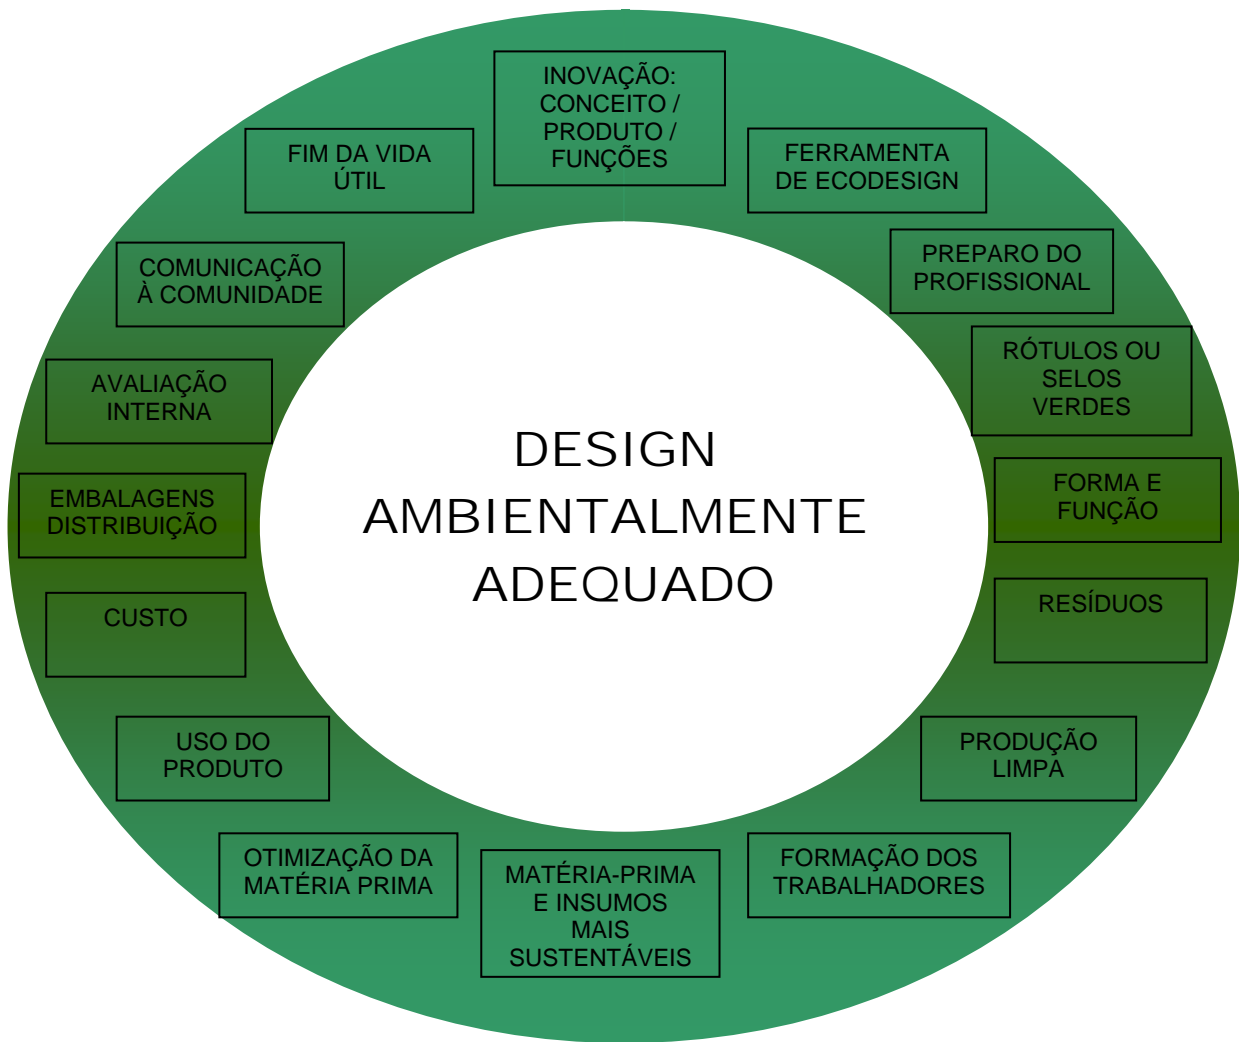 INOVAÇÃO:
CONCEITO /
PRODUTO /
FUNÇÕES
FERRAMENTA
DE ECODESIGN
PREPARO DO
PROFISSIONAL
RÓTULOS OU
SELOS
VERDES
FORMA E
FUNÇÃO
RESÍDUOS
PRODUÇÃO
LIMPA
FORMAÇÃO DOS
TRABALHADORES
MATÉRIA-PRIMA
E INSUMOS
MAIS
SUSTENTÁVEIS
OTIMIZAÇÃO DA
MATÉRIA PRIMA
USO DO
PRODUTO
CUSTO
EMBALAGENS
DISTRIBUIÇÃO
AVALIAÇÃO
INTERNA
COMUNICAÇÃO
À COMUNIDADE
FIM DA VIDA
ÚTIL
DESIGN
AMBIENTALMENTE
ADEQUADO